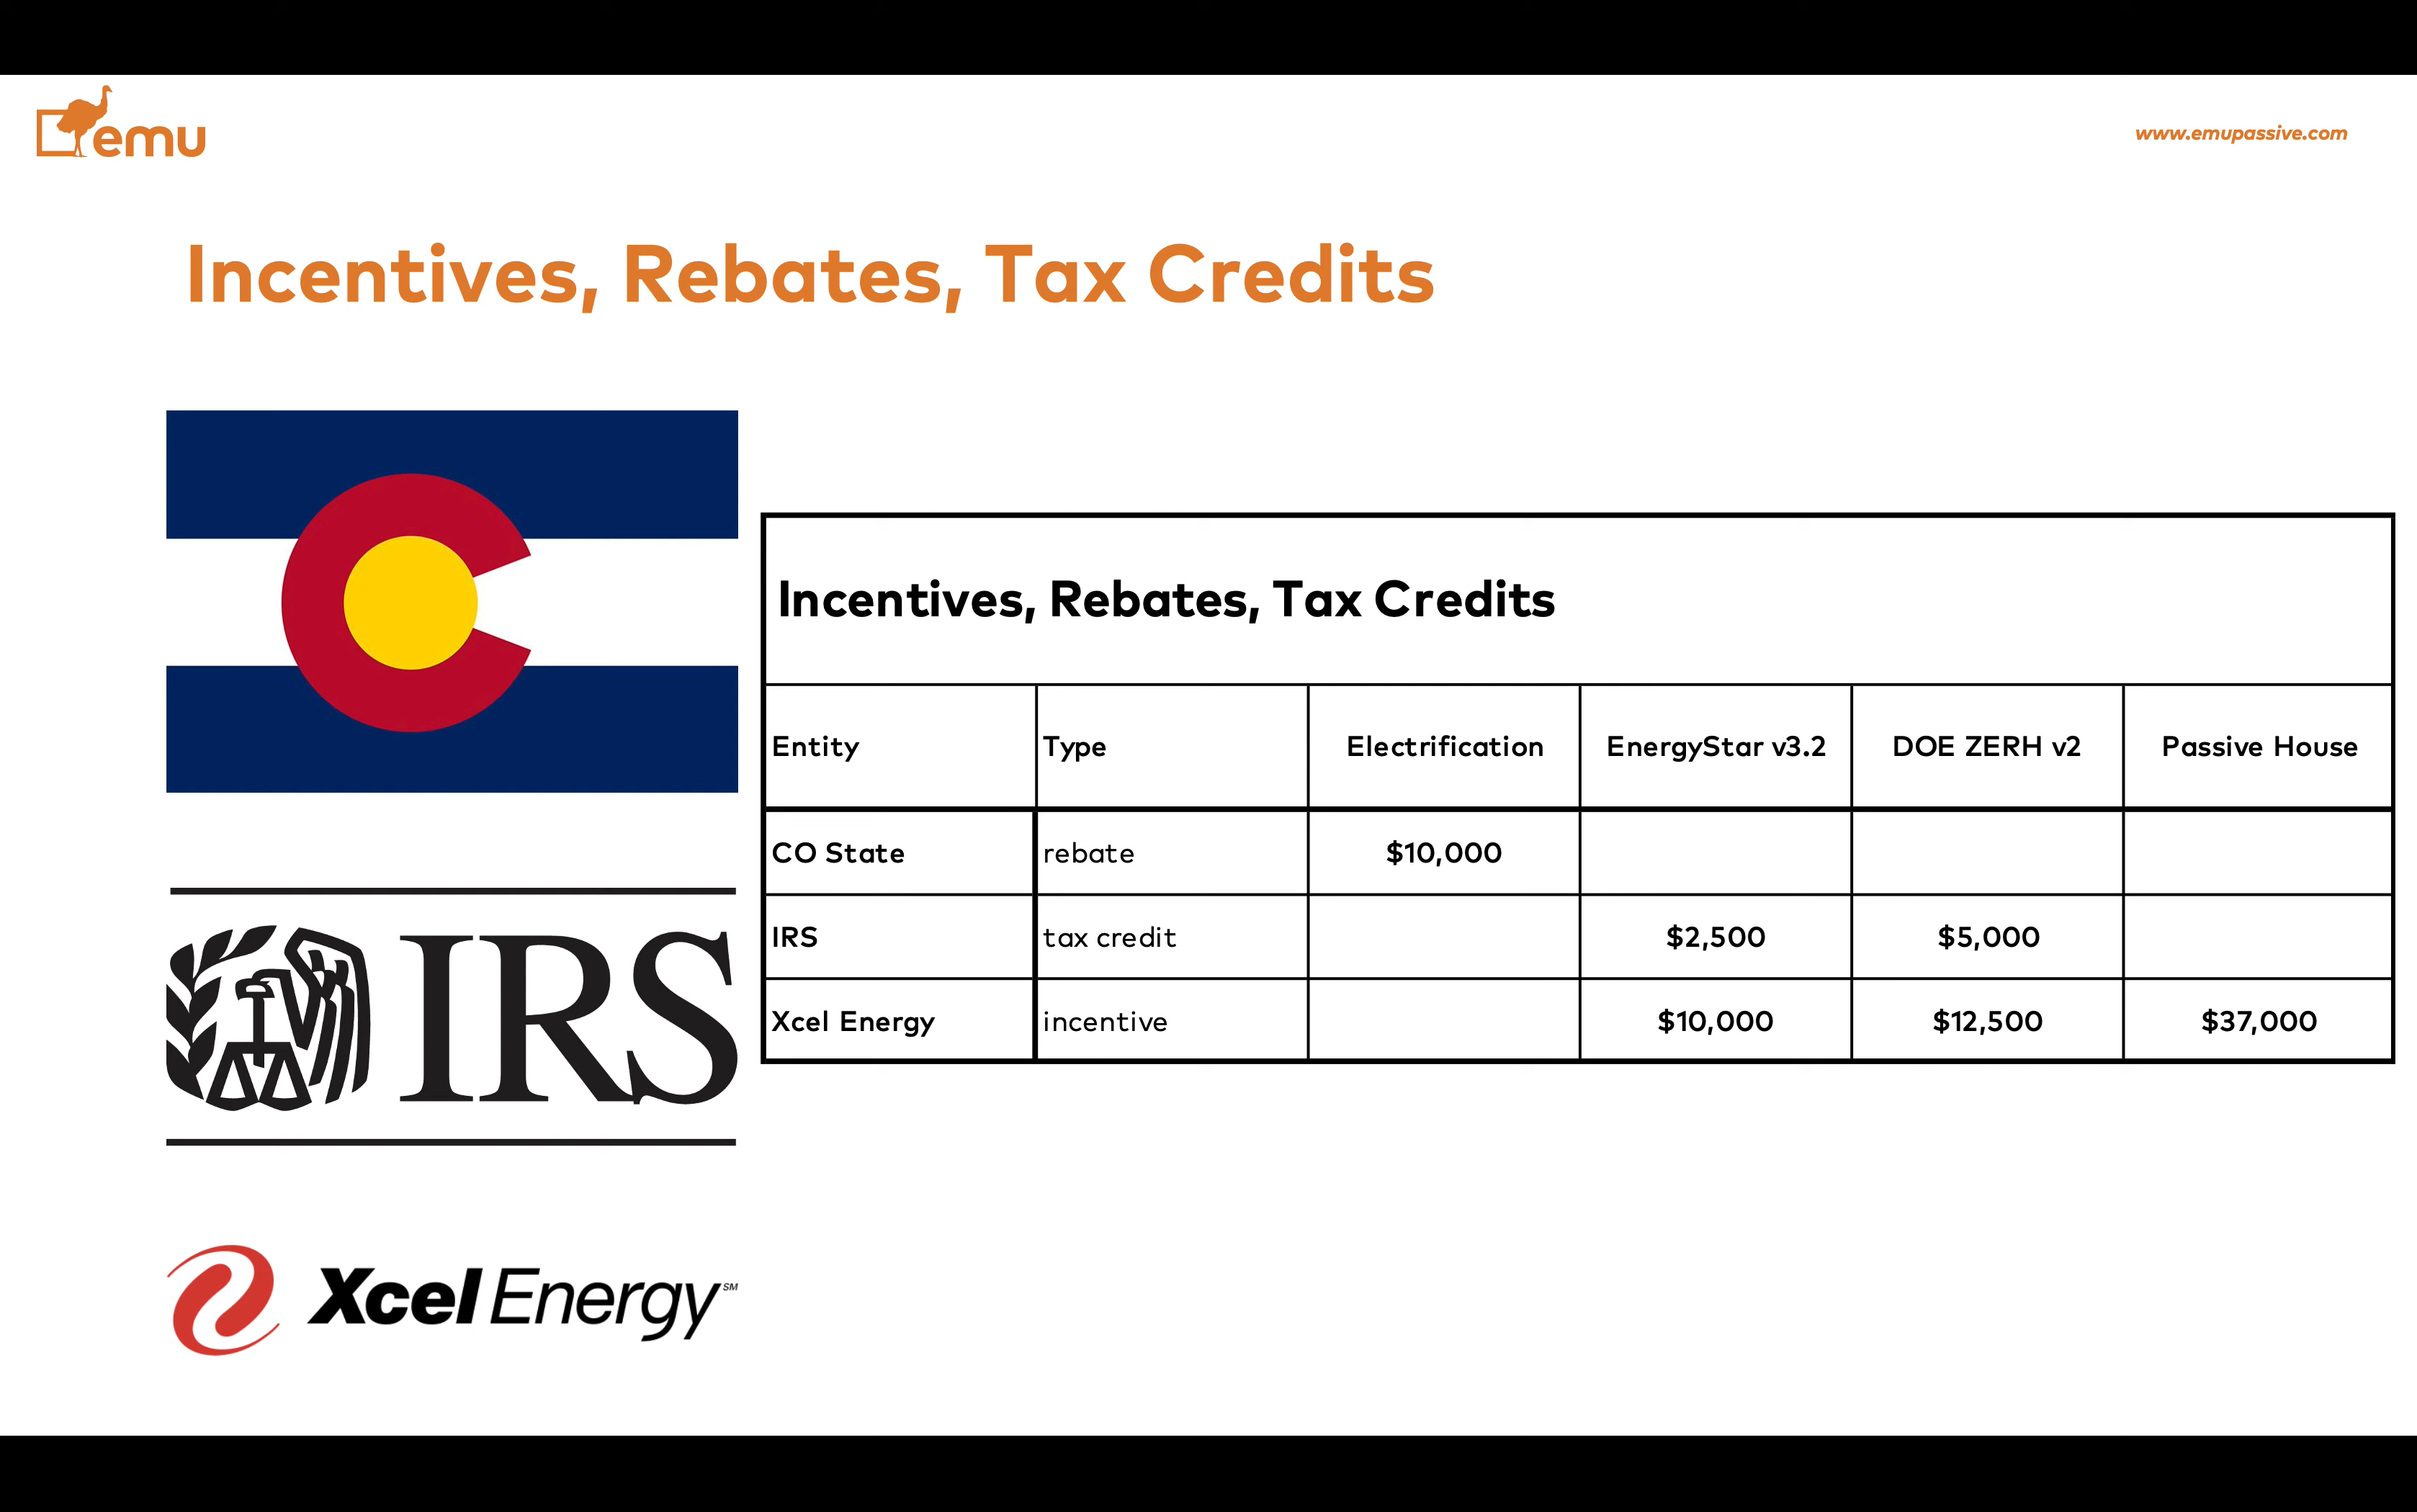 emu
www.emupassive.com
Incentives, Rebates, Tax Credits
Incentives, Rebates, Tax Credits
Entity Type Electrification EnergyStar v3.2 DOE ZERH v2 Passive House
CO State rebate $10,000
IRS tax credit $2,500 $5,000
Xcel Energy incentive $10,000 $12,500 $37,000
IRS
Xcel Energy SM